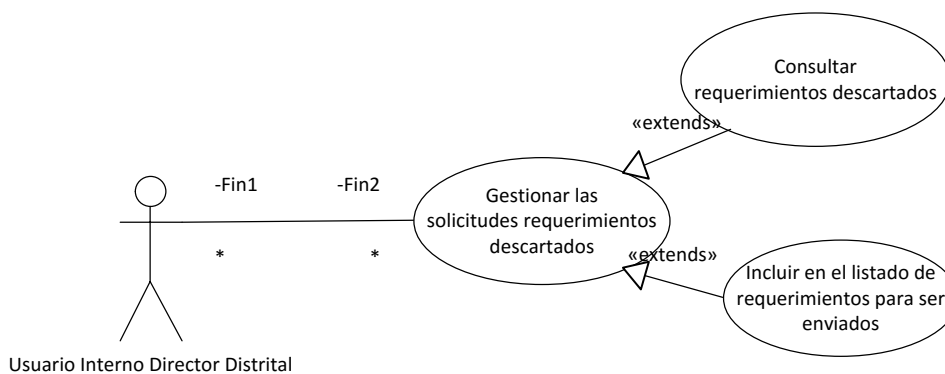 Consultar
requerimientos descartados
«extends»
-Fin1
-Fin2
Gestionar las
solicitudes requerimientos
descartados
*
*
«extends»
Incluir en el listado de
requerimientos para ser
enviados
Usuario Interno Director Distrital